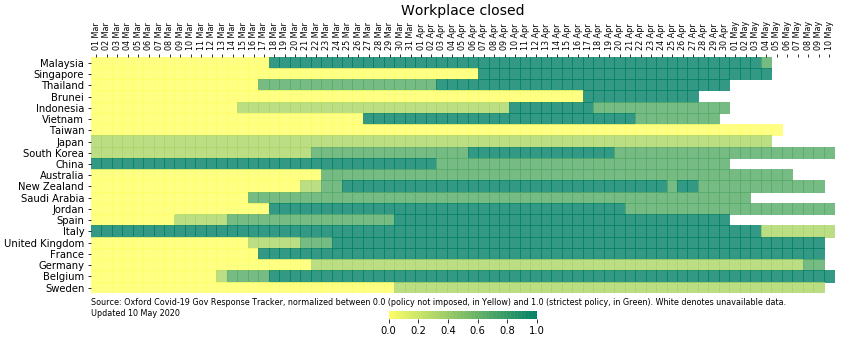 Workplace closed
01 Mar 02 Mar 03 Mar 04 Mar 05 Mar 06 Mar 07 Mar 08 Mar 09 Mar 10 Mar 11 Mar 12 Mar 13 Mar 14 Mar 15 Mar 16 Mar 17 Mar 18 Mar 19 Mar 20 Mar 21 Mar 22 Mar 23 Mar 24 Mar 25 Mar 26 Mar 27 Mar 28 Mar 29 Mar 30 Mar 31 Mar 01 Apr 02 Apr 03 Apr 04 Apr 05 Apr 06 Apr 07 Apr 08 Apr 09 Apr 10 Apr 11 Apr 12 Apr 13 Apr 14 Apr 15 Apr 16 Apr 17 Apr 18 Apr 19 Apr 20 Apr 21 Apr 22 Apr 23 Apr 24 Apr 25 Apr 26 Apr 27 Apr 28 Apr 29 Apr 30 Apr 01 May 02 May 03 May 04 May 05 May 06 May 07 May 08 May 09 May 10 May
Malaysia
Singapore
Thailand
Brunei
Indonesia
Vietnam
Taiwan
Japan
South Korea
China
Australia
New Zealand
Saudi Arabia
Jordan
Spain
Italy
United Kingdom
France
Germany
Belgium
Sweden
Source: Oxford Covid-19 Gov Response Tracker, normalized between 0.0 (policy not imposed, in Yellow) and 1.0 (strictest policy, in Green). White denotes unavailable data.
Updated 10 May 2020
0.0 0.2 0.4 0.6 0.8 1.0